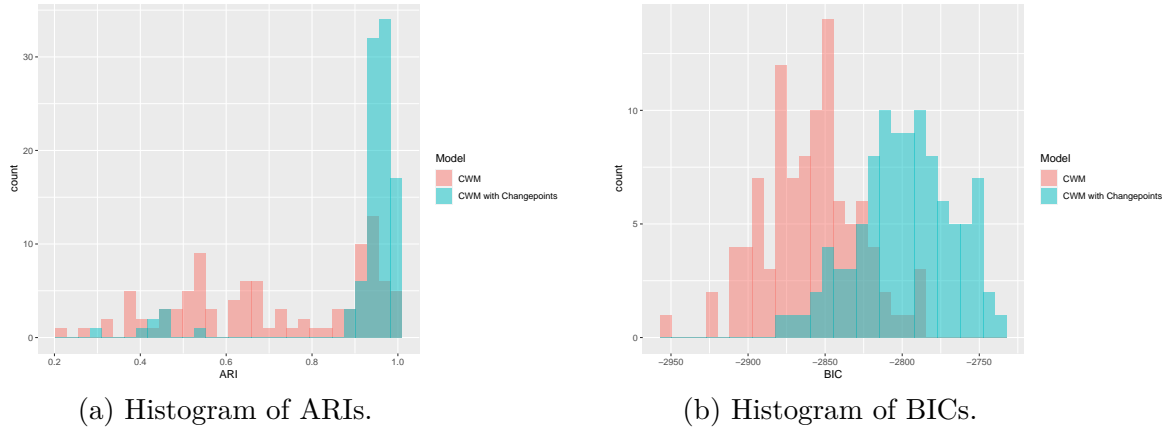 30
20
10
0
count
0.2 0.4 0.6 0.8 1.0
ARI
Model
CWM
CWM with Changepoints
(a) Histogram of ARIs.
10
5
0
count
−2950 −2900 −2850 −2800 −2750
BIC
Model
CWM
CWM with Changepoints
(b) Histogram of BICs.